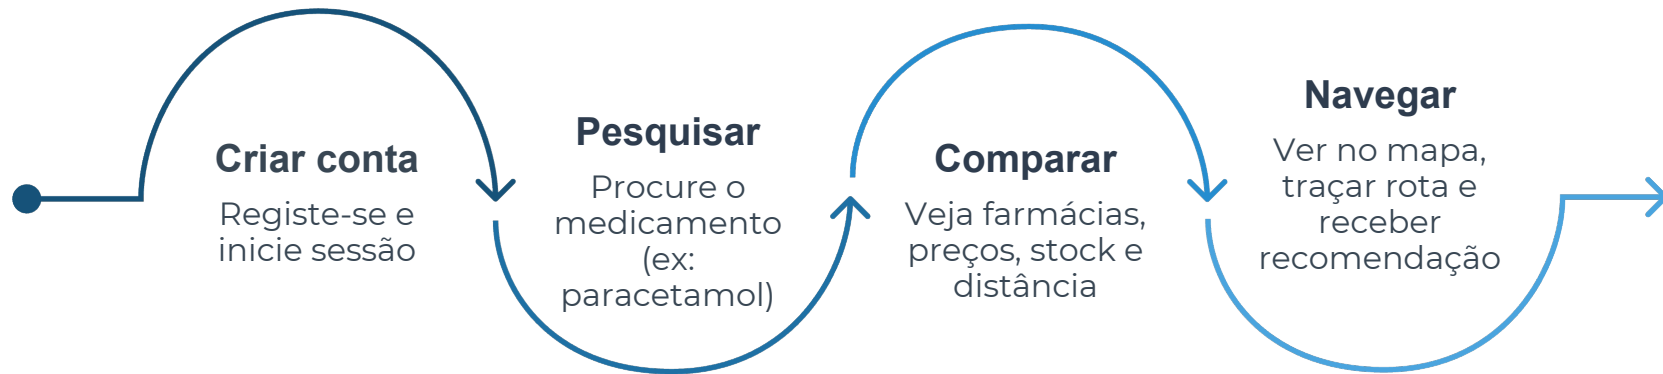 Criar conta
Registe-se e
inicie sessão
Pesquisar
Procure o
medicamento
(ex:
paracetamol)
Comparar
Veja farmácias,
preços, stock e
distância
Navegar
Ver no mapa,
traçar rota e
receber
recomendação